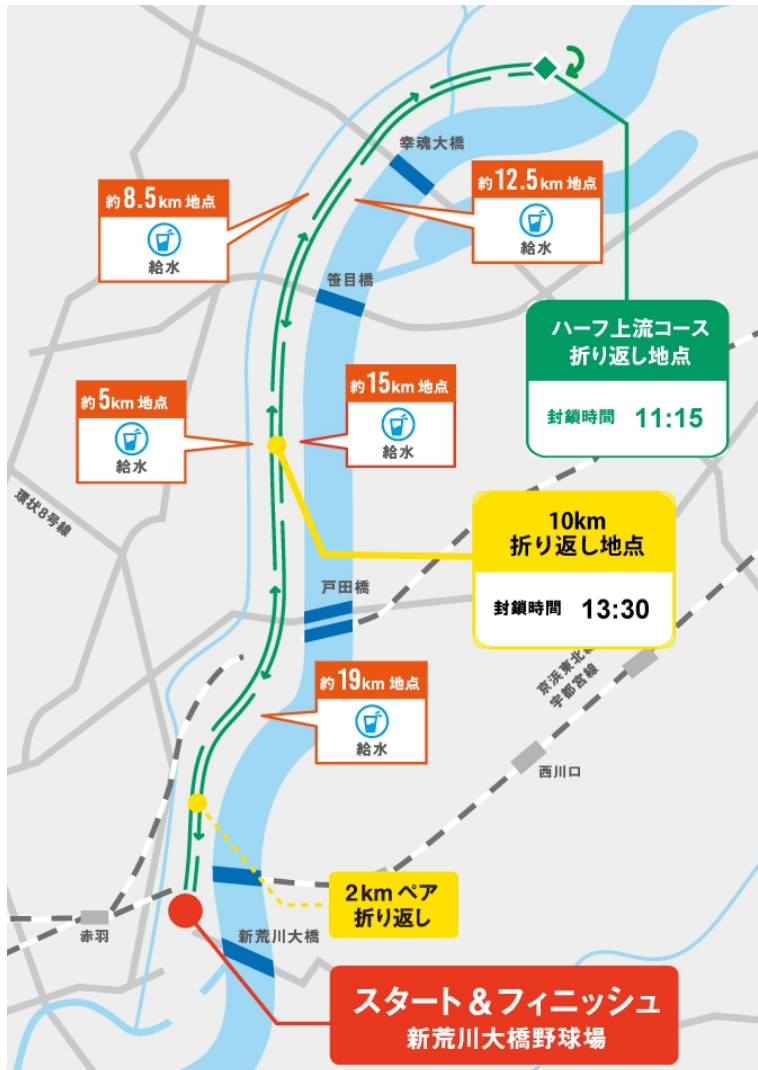 幸魂大橋
約8.5km地点
給水
約12.5km地点
給水
笹目橋
ハーフ上流コース
折り返し地点
封鎖時間 11:15
約5km地点
給水
約15km地点
給水
環状8号線
10km
折り返し地点
封鎖時間 13:30
戸田橋
京浜東北
宇都宮線
約19km地点
給水
西川口
2kmペア
折り返し
赤羽
新荒川大橋
スタート&フィニッシュ
新荒川大橋野球場